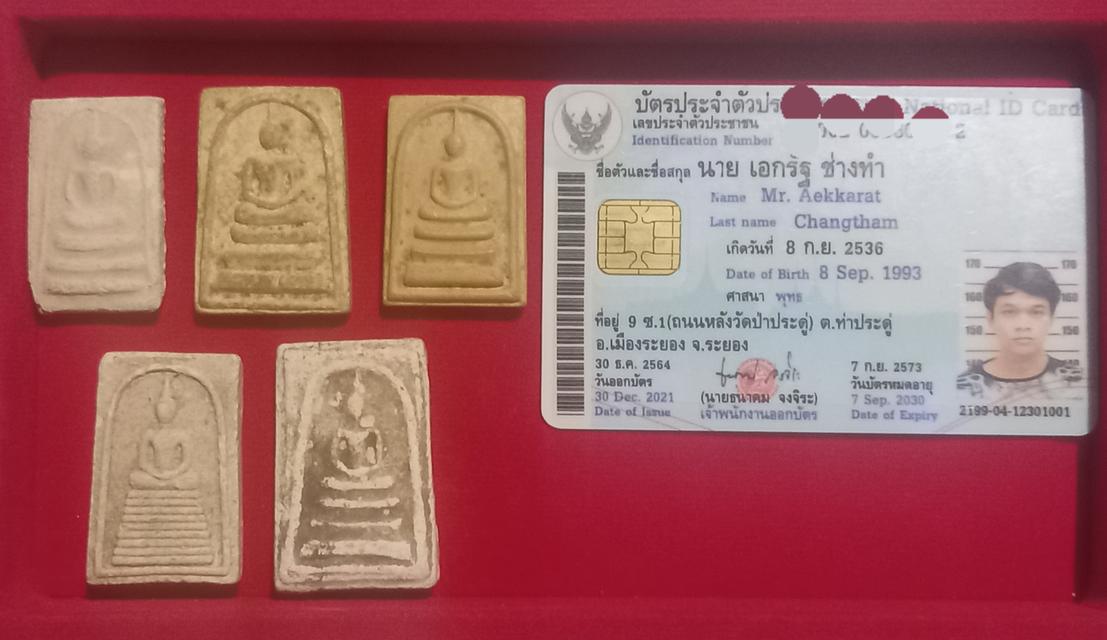 บัตรประจำตัว National ID Card
เลขประจำตัวประชาชน
Identification Number
ชื่อตัวและชื่อสกุล นาย เอกรัฐ ช่างทำ
Name Mr. Aekkarat
Last name Changtham
เกิดวันที่ 8 ก.ย. 2536
Date of Birth 8 Sep. 1993
ศาสนา พุทธ
ที่อยู่ 9 ซ.1(ถนนหลังวัดป่าประดู่) ต.ท่าประดู่
อ.เมืองระยอง จ.ระยอง
30 ธ.ค. 2564
วันออกบัตร
30 Dec. 2021
Date of Issue
(นายธนาคม จงจิระ)
เจ้าพนักงานออกบัตร
7 ก.ย. 2573
วันบัตรหมดอายุ
7 Sep. 2030
Date of Expiry
170 170
160 160
150 150
2199-04-12301001